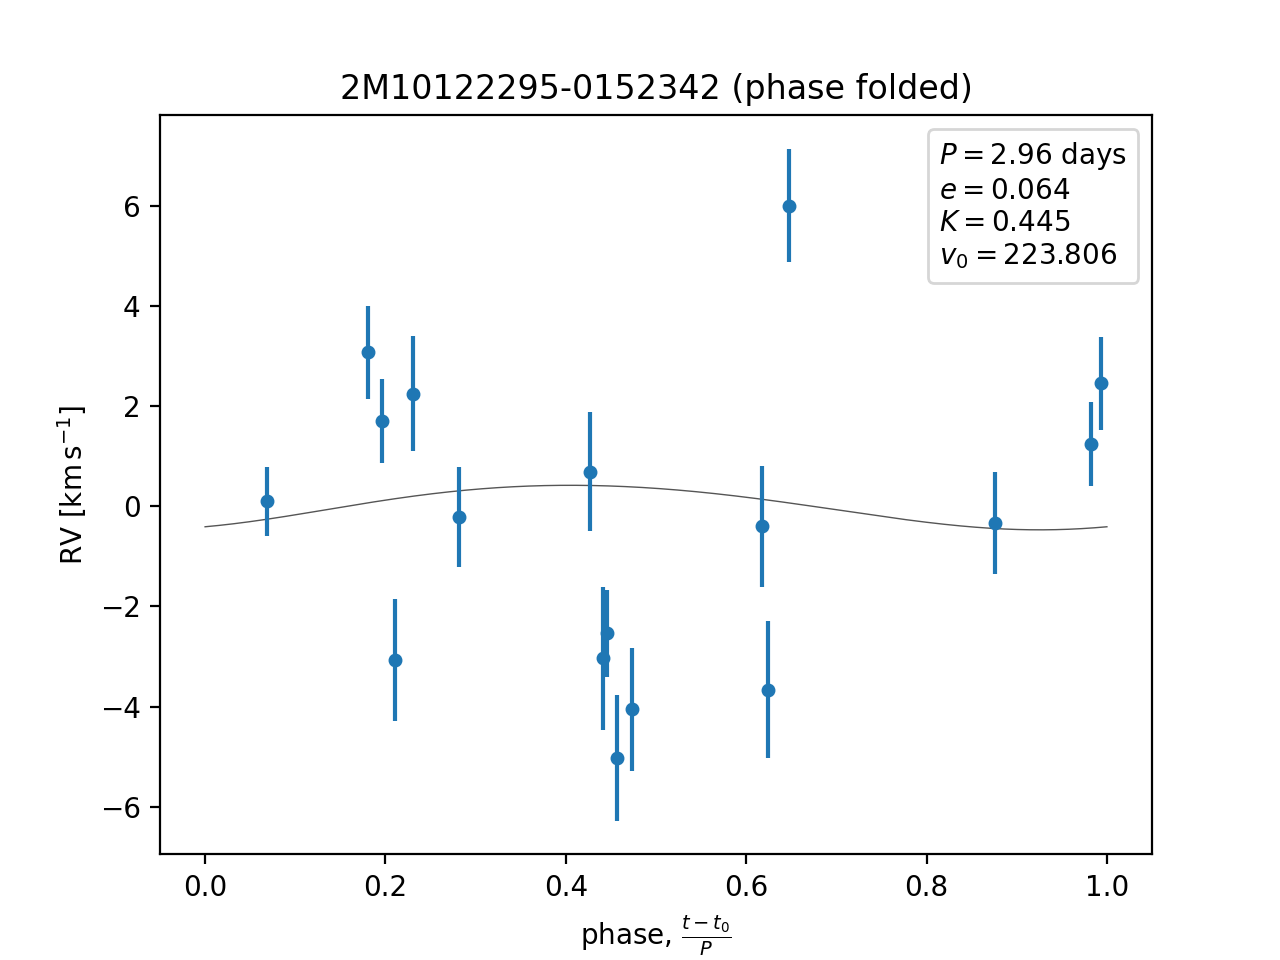 2M10122295-0152342 (phase folded)
P = 2.96 days
e = 0.064
K = 0.445
v₀ = 223.806
6
4
2
0
−2
−4
−6
RV [km s⁻¹]
0.0 0.2 0.4 0.6 0.8 1.0
phase, (t − t₀)/P